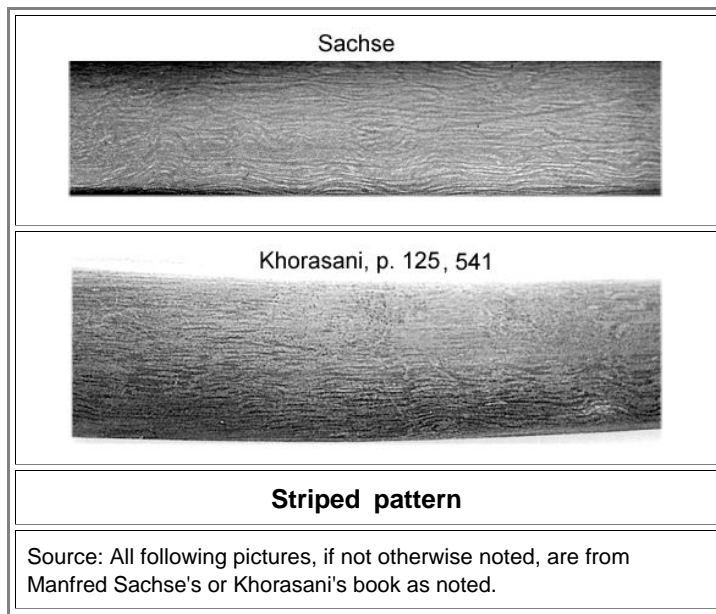 Sachse
Khorasani, p. 125, 541
Striped pattern
Source: All following pictures, if not otherwise noted, are from
Manfred Sachse's or Khorasani's book as noted.